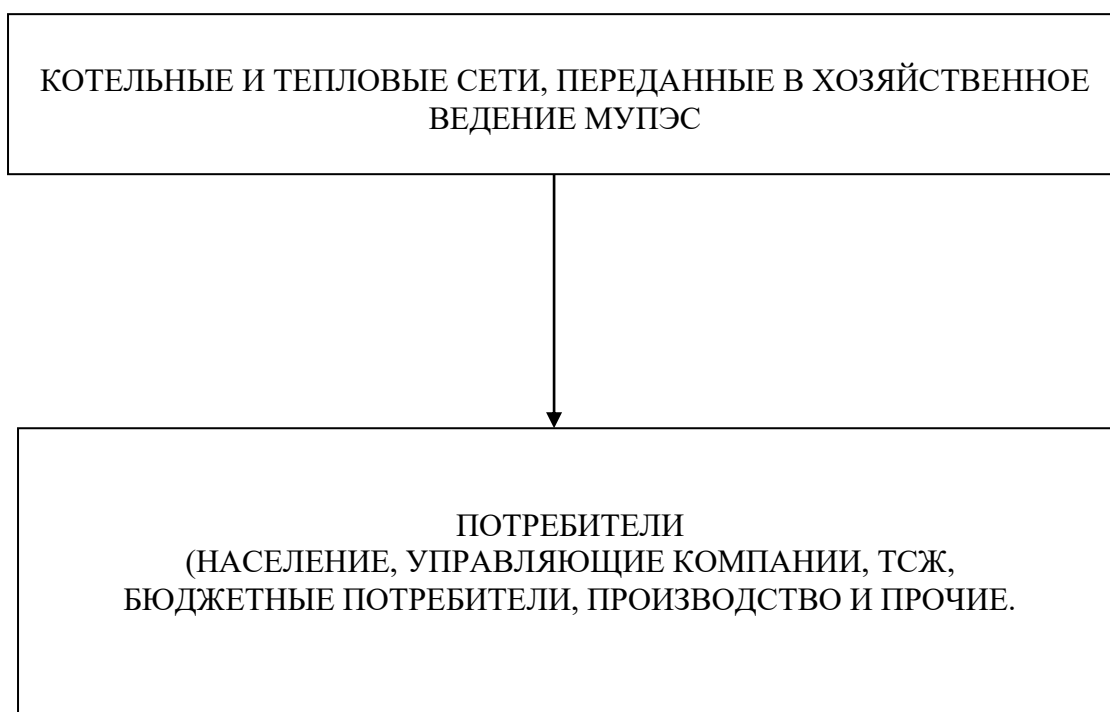 КОТЕЛЬНЫЕ И ТЕПЛОВЫЕ СЕТИ, ПЕРЕДАННЫЕ В ХОЗЯЙСТВЕННОЕ
ВЕДЕНИЕ МУПЭС
ПОТРЕБИТЕЛИ
(НАСЕЛЕНИЕ, УПРАВЛЯЮЩИЕ КОМПАНИИ, ТСЖ,
БЮДЖЕТНЫЕ ПОТРЕБИТЕЛИ, ПРОИЗВОДСТВО И ПРОЧИЕ.